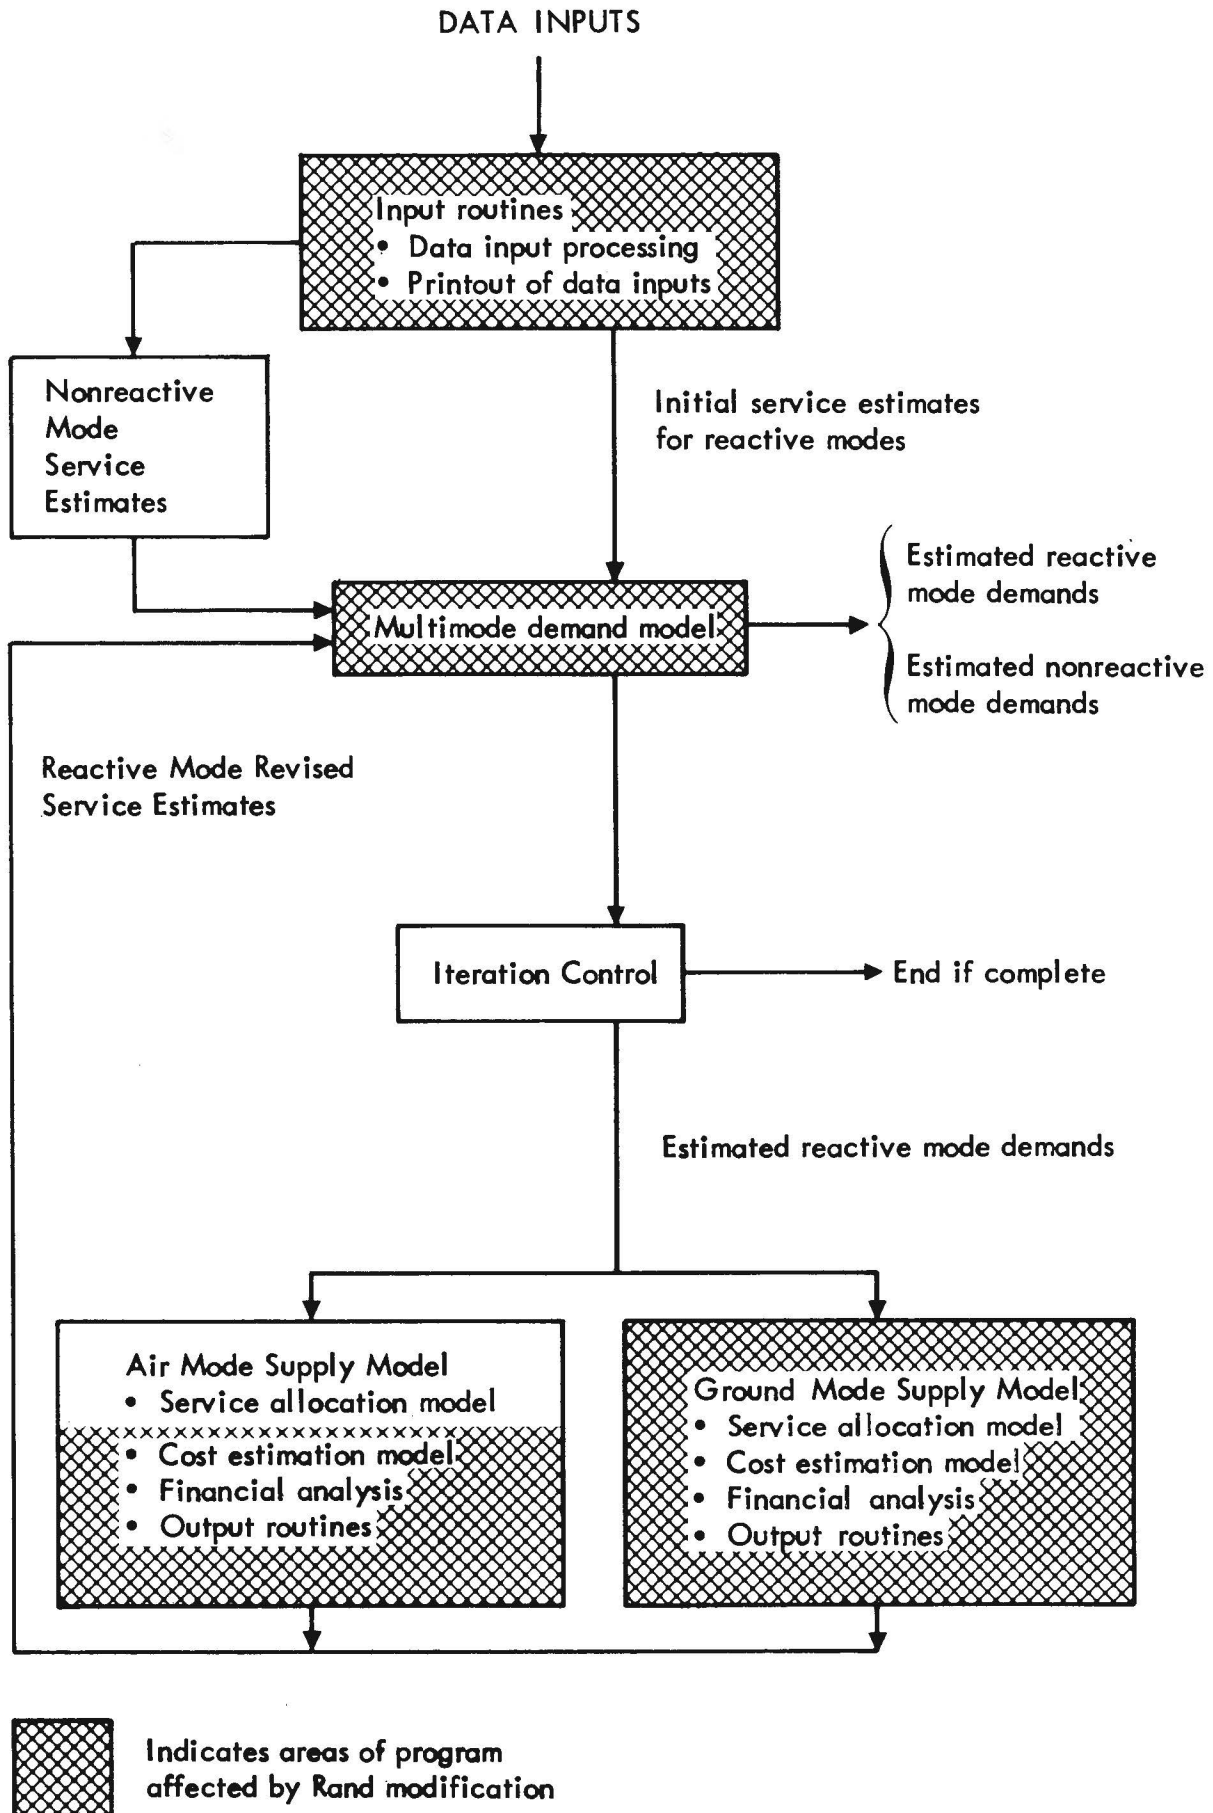 DATA INPUTS
Input routines
• Data input processing
• Printout of data inputs
Nonreactive
Mode
Service
Estimates
Initial service estimates
for reactive modes
Multimode demand model
Estimated reactive
mode demands
Estimated nonreactive
mode demands
Reactive Mode Revised
Service Estimates
Iteration Control
End if complete
Estimated reactive mode demands
Air Mode Supply Model
• Service allocation model
• Cost estimation model
• Financial analysis
• Output routines
Ground Mode Supply Model
• Service allocation model
• Cost estimation model
• Financial analysis
• Output routines
Indicates areas of program
affected by Rand modification